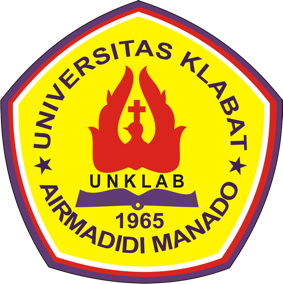 UNIVERSITAS KLABAT
UNKLAB
1965
AIRMADIDI MANADO